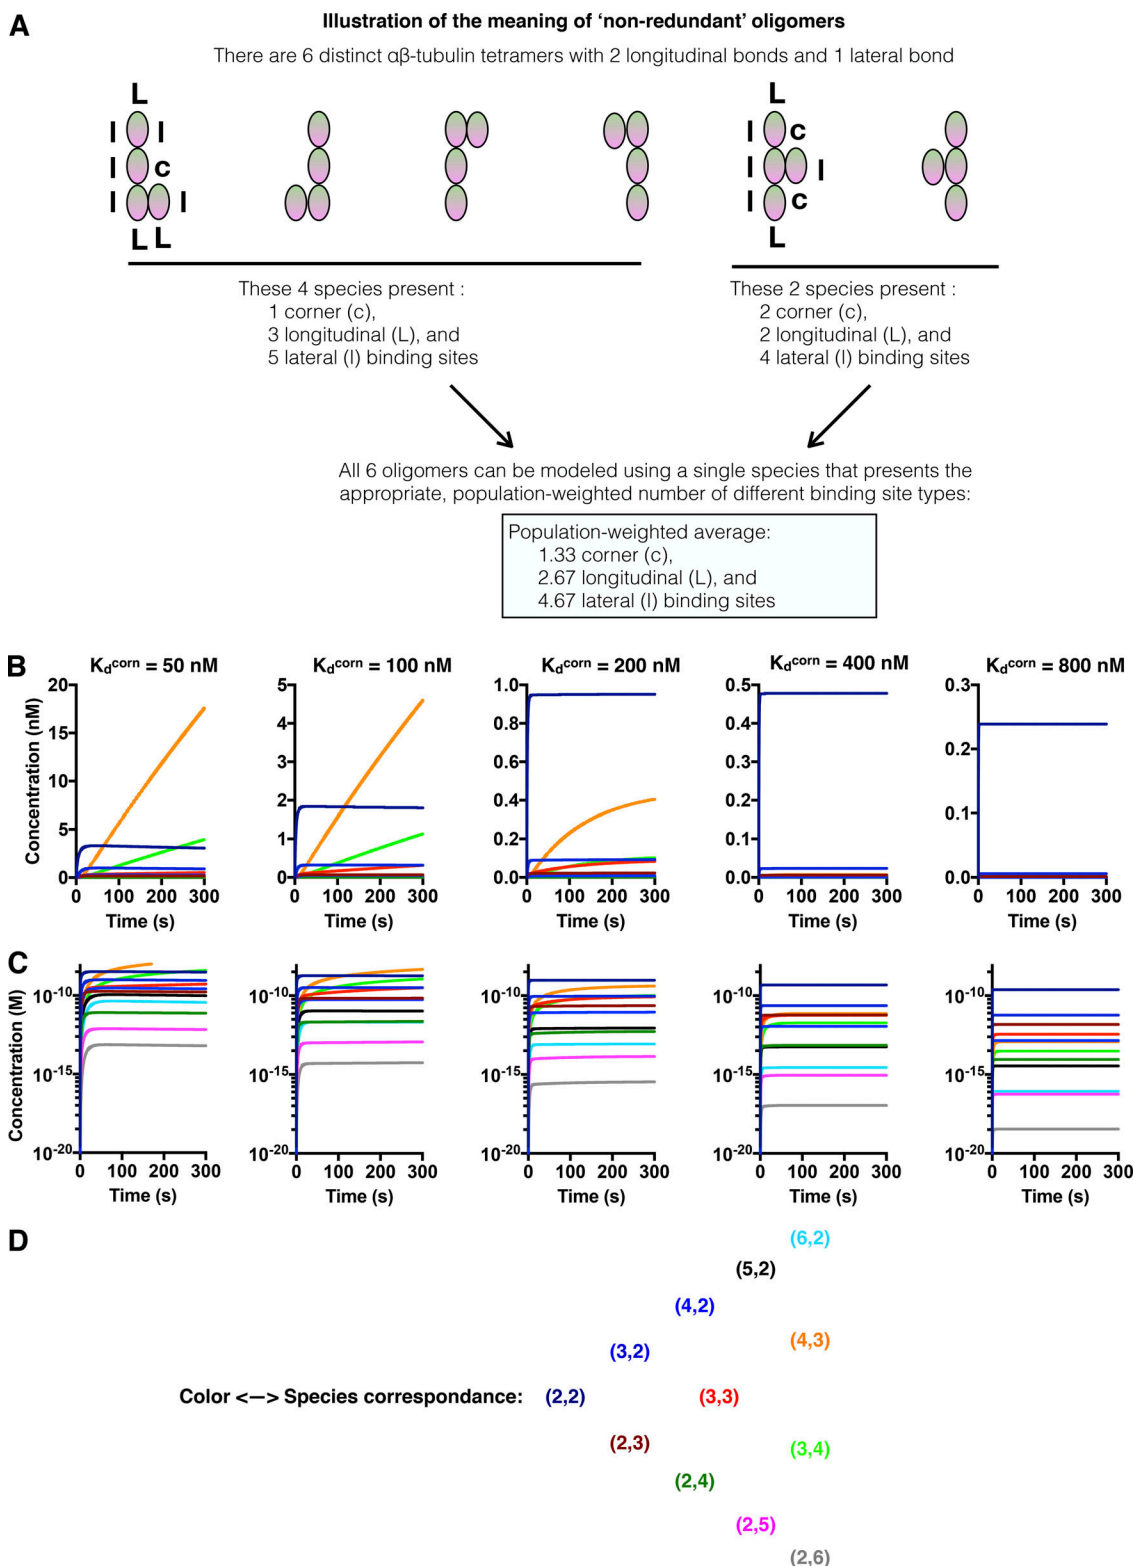 A
Illustration of the meaning of ‘non-redundant’ oligomers
There are 6 distinct αβ-tubulin tetramers with 2 longitudinal bonds and 1 lateral bond
L L
l l l c
l c l l
l l l c
L L L
These 4 species present :
1 corner (c),
3 longitudinal (L), and
5 lateral (l) binding sites
These 2 species present :
2 corner (c),
2 longitudinal (L), and
4 lateral (l) binding sites
All 6 oligomers can be modeled using a single species that presents the
appropriate, population-weighted number of different binding site types:
Population-weighted average:
1.33 corner (c),
2.67 longitudinal (L), and
4.67 lateral (l) binding sites
B
Kd^corn = 50 nM Kd^corn = 100 nM Kd^corn = 200 nM Kd^corn = 400 nM Kd^corn = 800 nM
Concentration (nM)
20 15 10 5 0
5 4 3 2 1 0
1.0 0.8 0.6 0.4 0.2 0.0
0.5 0.4 0.3 0.2 0.1 0.0
0.3 0.2 0.1 0.0
0 100 200 300 0 100 200 300 0 100 200 300 0 100 200 300 0 100 200 300
Time (s) Time (s) Time (s) Time (s) Time (s)
C
Concentration (M)
10-10 10-10 10-10 10-10 10-10
10-15 10-15 10-15 10-15 10-15
10-20 10-20 10-20 10-20 10-20
0 100 200 300 0 100 200 300 0 100 200 300 0 100 200 300 0 100 200 300
Time (s) Time (s) Time (s) Time (s) Time (s)
D
(6,2)
(5,2)
(4,2)
(4,3)
(3,2)
Color <—> Species correspondance: (2,2) (3,3)
(2,3) (3,4)
(2,4)
(2,5)
(2,6)